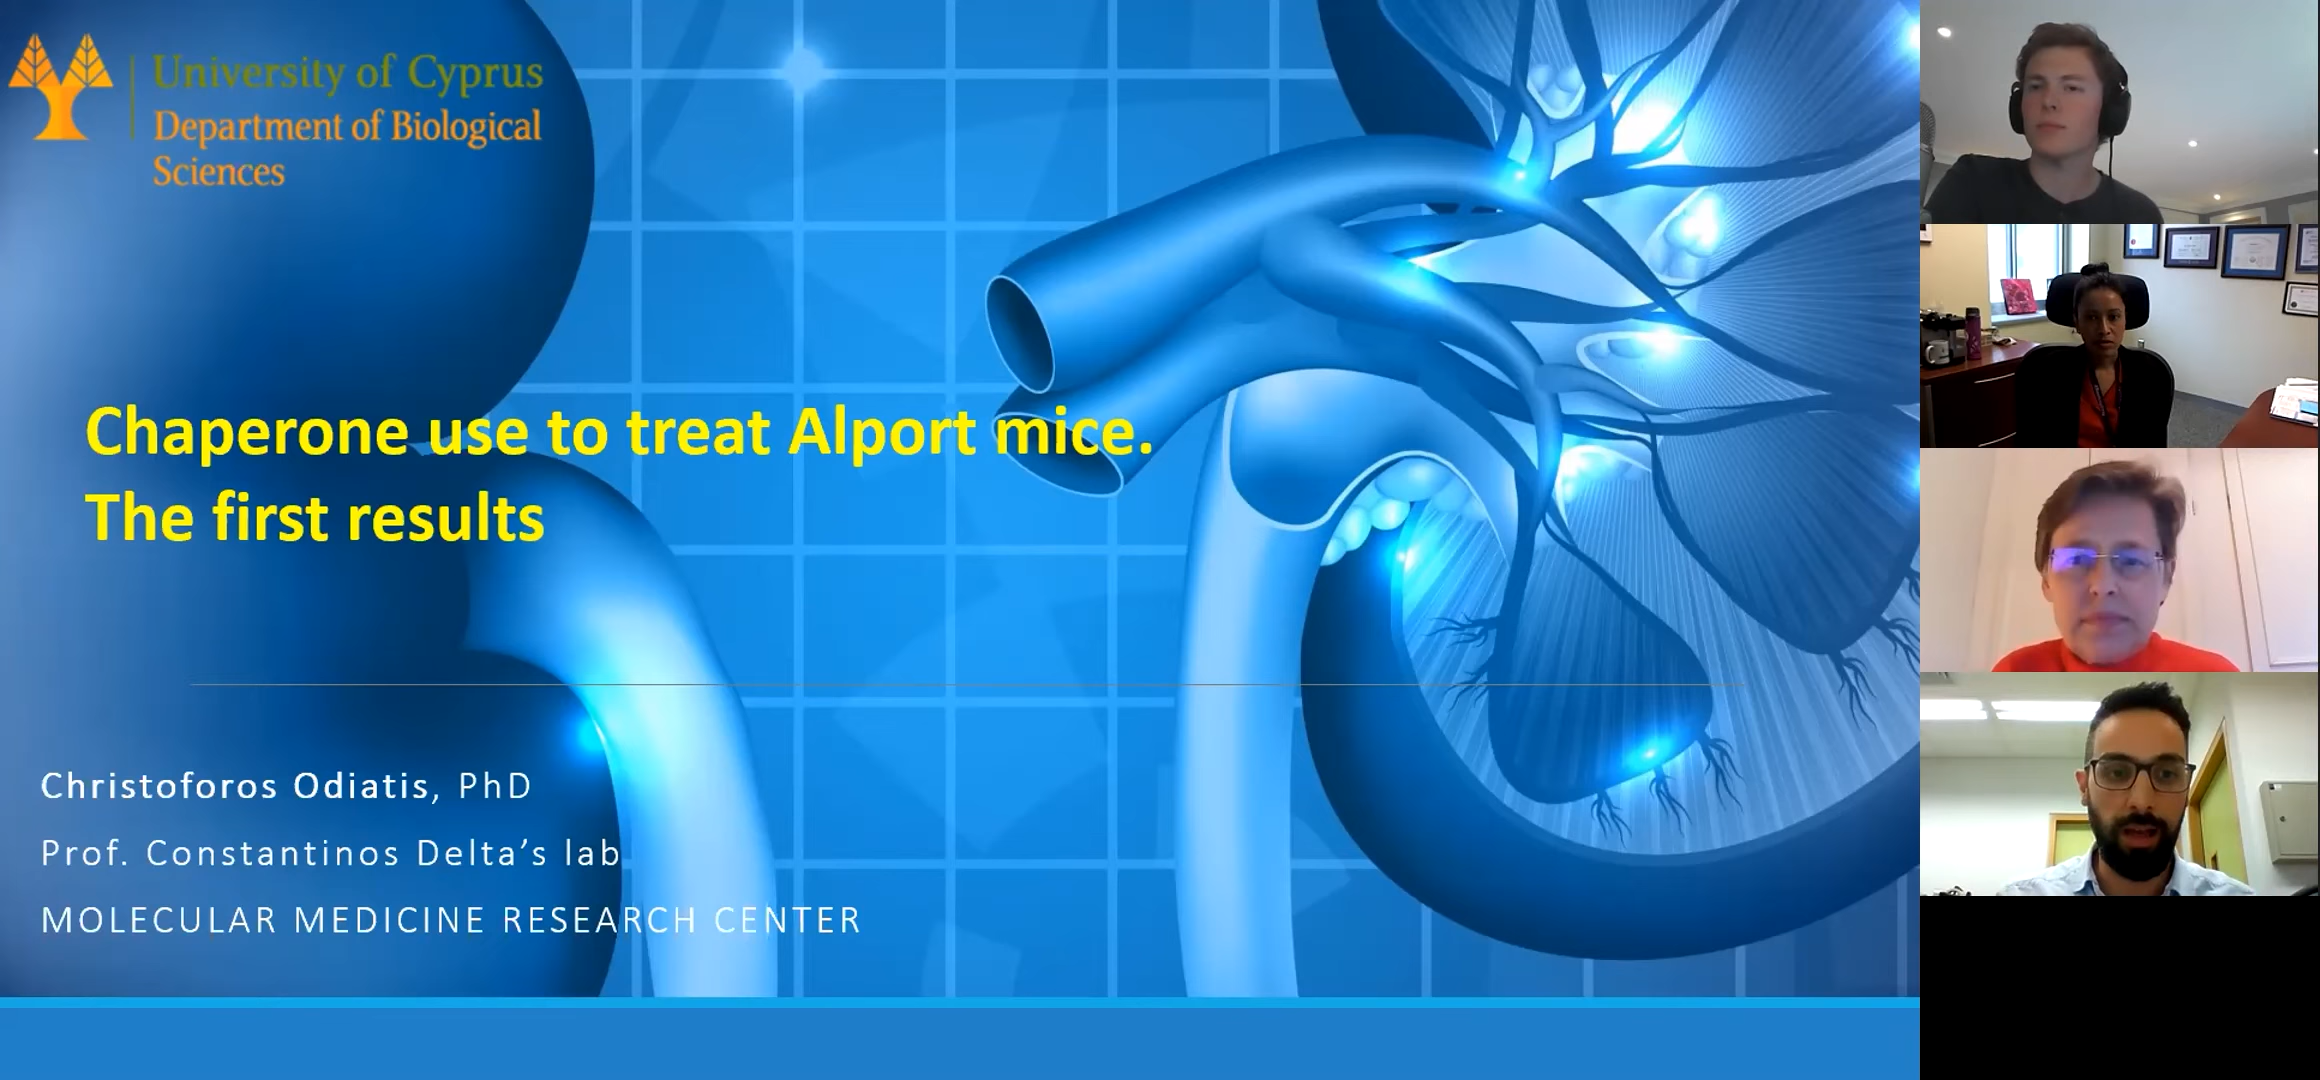 University of Cyprus
Department of Biological
Sciences
Chaperone use to treat Alport mice.
The first results
Christoforos Odiatis, PhD
Prof. Constantinos Delta's lab
MOLECULAR MEDICINE RESEARCH CENTER